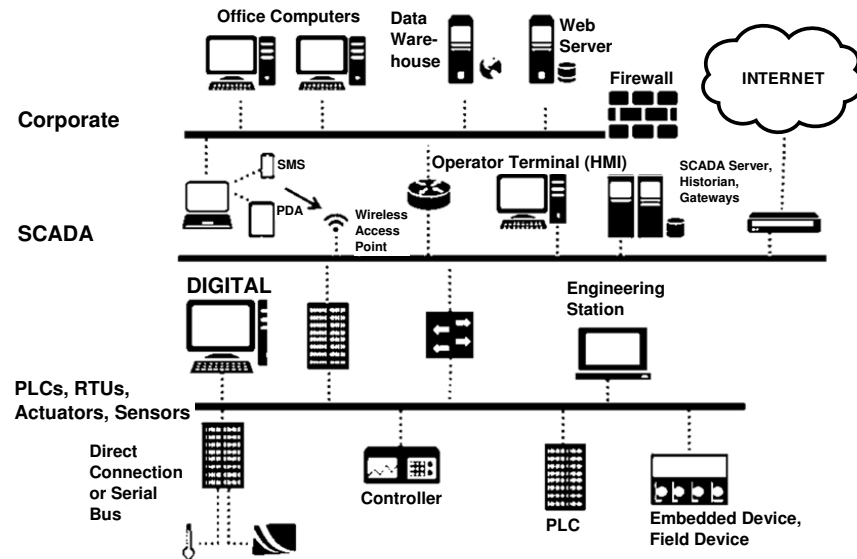 Office Computers
Data
Ware-
house
Web
Server
Firewall
INTERNET
Corporate
SMS
PDA
Wireless
Access
Point
Operator Terminal (HMI)
SCADA Server,
Historian,
Gateways
SCADA
DIGITAL
Engineering
Station
PLCs, RTUs,
Actuators, Sensors
Direct
Connection
or Serial
Bus
Controller
PLC
Embedded Device,
Field Device